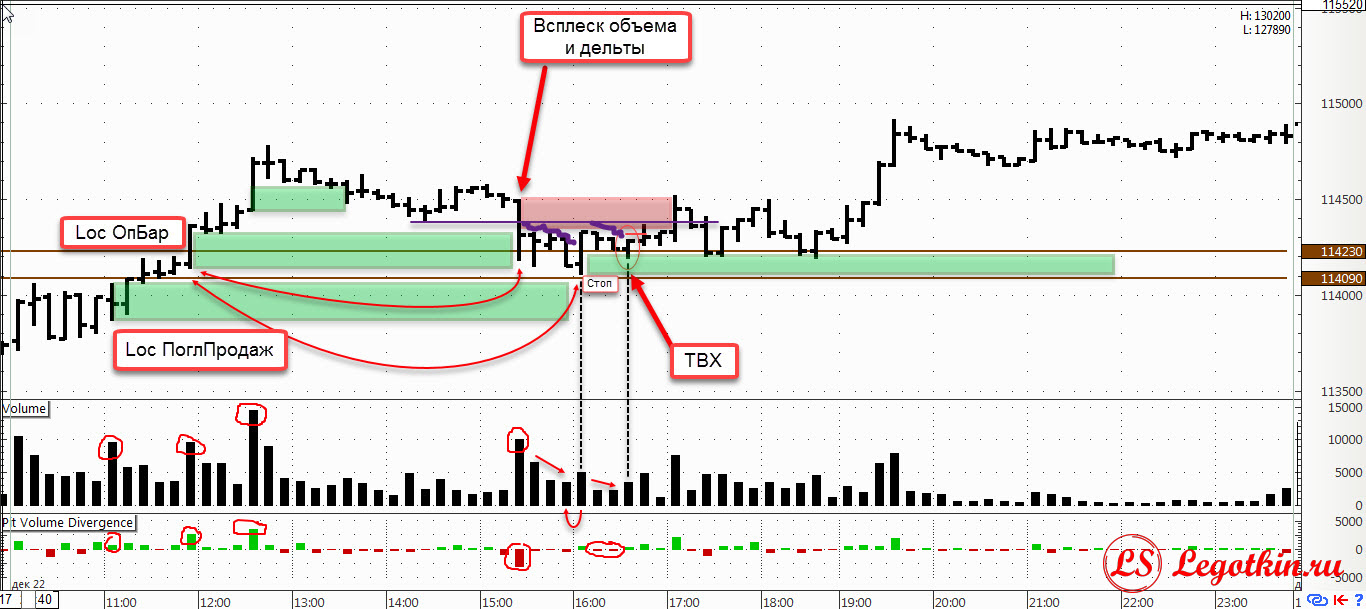 115520
H: 130200
L: 127890
Всплеск объема
и дельты
115000
114500
Loc ОпБар
114230
114090
Стоп
114000
Loc ПоглПродаж
ТВХ
113500
Volume
15000
10000
5000
0
Pit Volume Divergence
5000
0
-5000
LS Legotkin.ru
дек 22
17 40 11:00 12:00 13:00 14:00 15:00 16:00 17:00 18:00 19:00 20:00 21:00 22:00 23:00